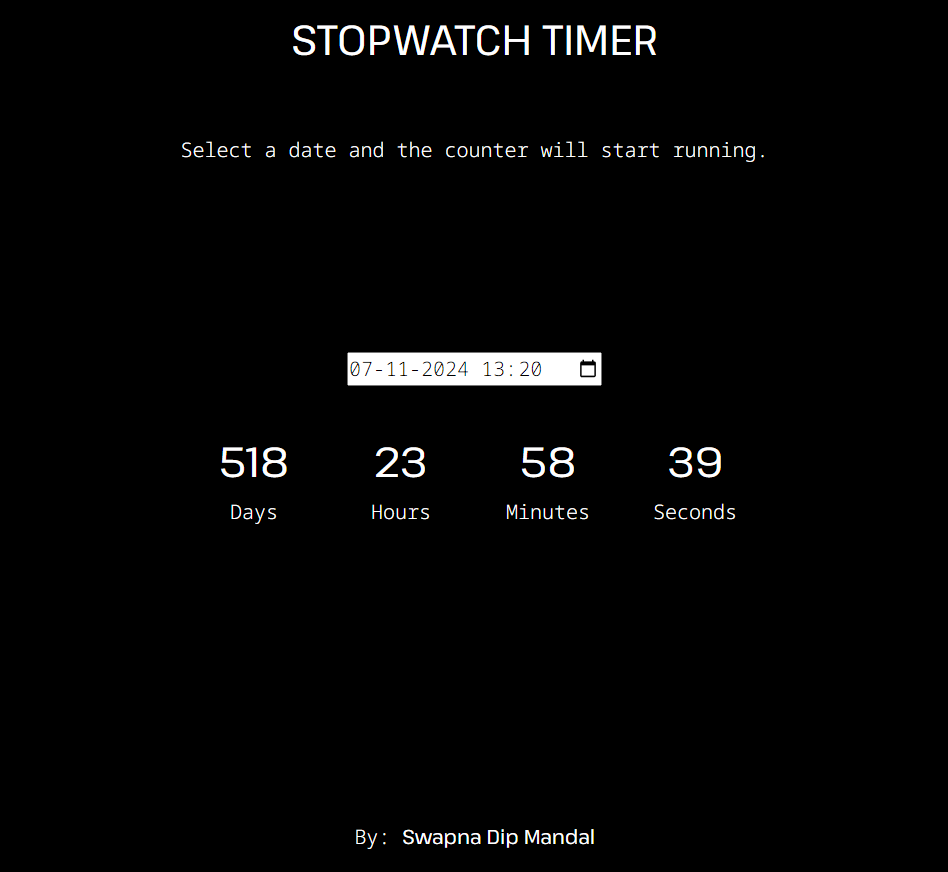 STOPWATCH TIMER
Select a date and the counter will start running.
07-11-2024 13:20
518 23 58 39
Days Hours Minutes Seconds
By: Swapna Dip Mandal